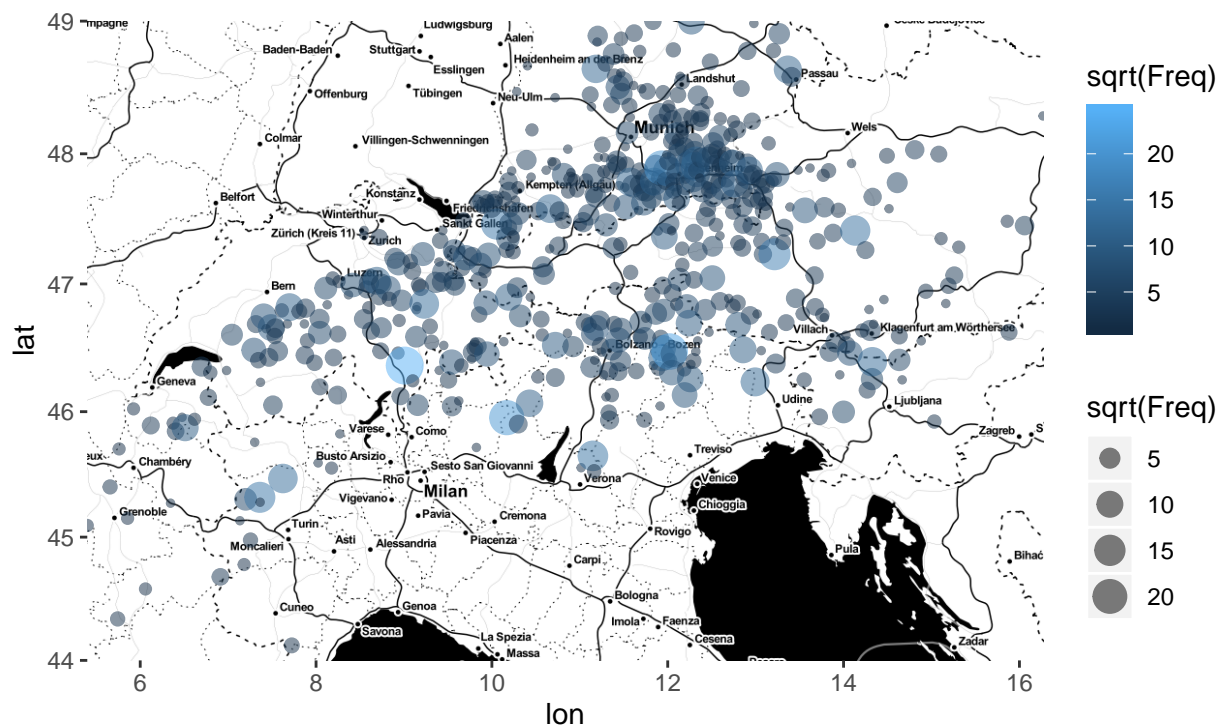 49
mpagne
Ludwigsburg
České Budějovice
Baden-Baden
Stuttgart
Aalen
Esslingen
Heidenheim an der Brenz
Offenburg
Tübingen
Neu-Ulm
Landshut
Passau
Colmar
Villingen-Schwenningen
Munich
Wels
48
Belfort
Konstanz
Kempten (Allgäu)
Friedrichshafen
Winterthur
Sankt Gallen
Zürich (Kreis 11)
Zurich
47
Luzern
Bern
Villach
Klagenfurt am Wörthersee
Bolzano - Bozen
Geneva
46
Udine
Ljubljana
Varese
Como
Zagreb
Busto Arsizio
Sesto San Giovanni
Treviso
Chambéry
Rho
Milan
Verona
Venice
Vigevano
Chioggia
Grenoble
Pavia
Cremona
Turin
Rovigo
45
Moncalieri
Asti
Alessandria
Piacenza
Carpi
Pula
Bihać
Cuneo
Genoa
Bologna
Savona
Imola
Faenza
La Spezia
Cesena
Zadar
Massa
44
6
8
10
12
14
16
lon
lat
sqrt(Freq)
20
15
10
5
sqrt(Freq)
5
10
15
20